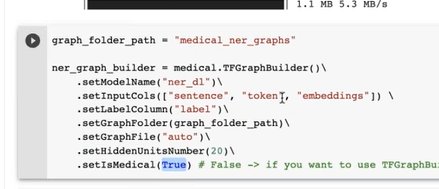 1.1 MB 5.3 MB/s
graph_folder_path = "medical_ner_graphs"
ner_graph_builder = medical.TFGraphBuilder()\
.setModelName("ner_dl")\
.setInputCols(["sentence", "token", "embeddings"]) \
.setLabelColumn("label")\
.setGraphFolder(graph_folder_path)\
.setGraphFile("auto")\
.setHiddenUnitsNumber(20)\
.setIsMedical(True) # False -> if you want to use TFGraphBui